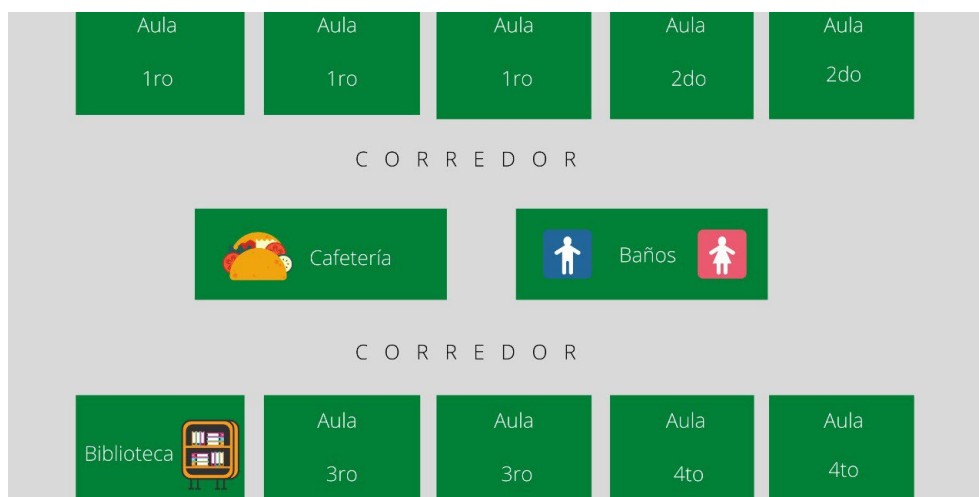 Aula Aula Aula Aula Aula
1ro 1ro 1ro 2do 2do
C O R R E D O R
Cafetería Baños
C O R R E D O R
Aula Aula Aula Aula
Biblioteca
3ro 3ro 4to 4to